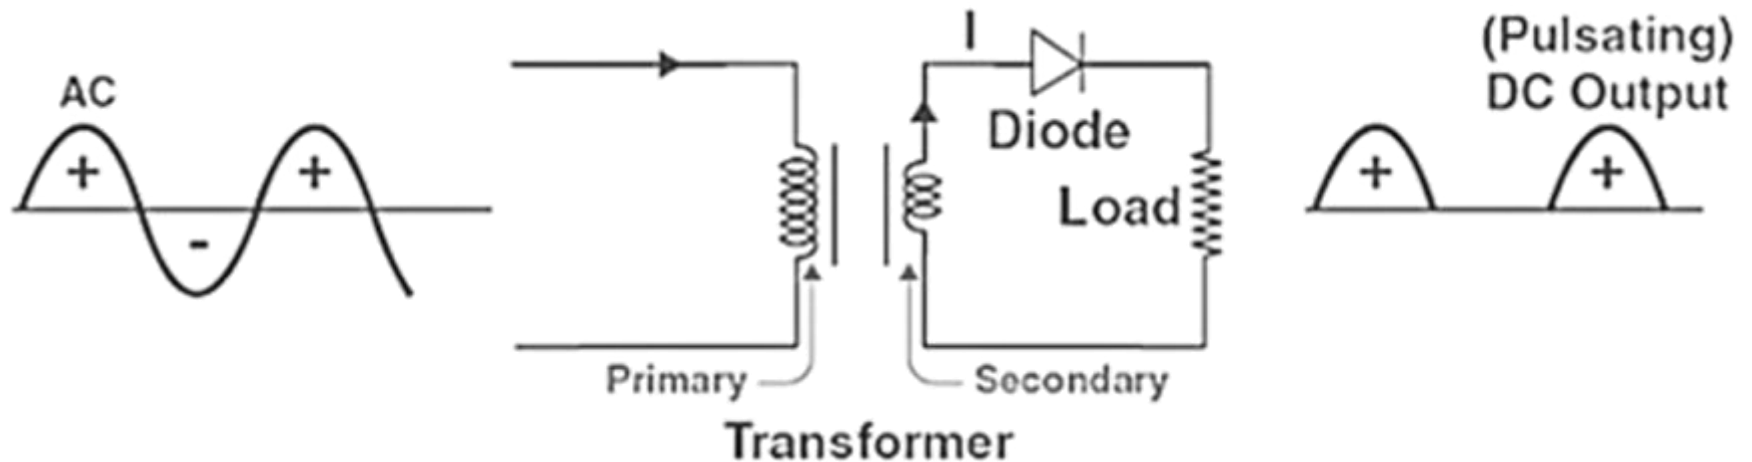 AC
+
+
-
I
Diode
Load
Primary
Secondary
Transformer
(Pulsating)
DC Output
+
+